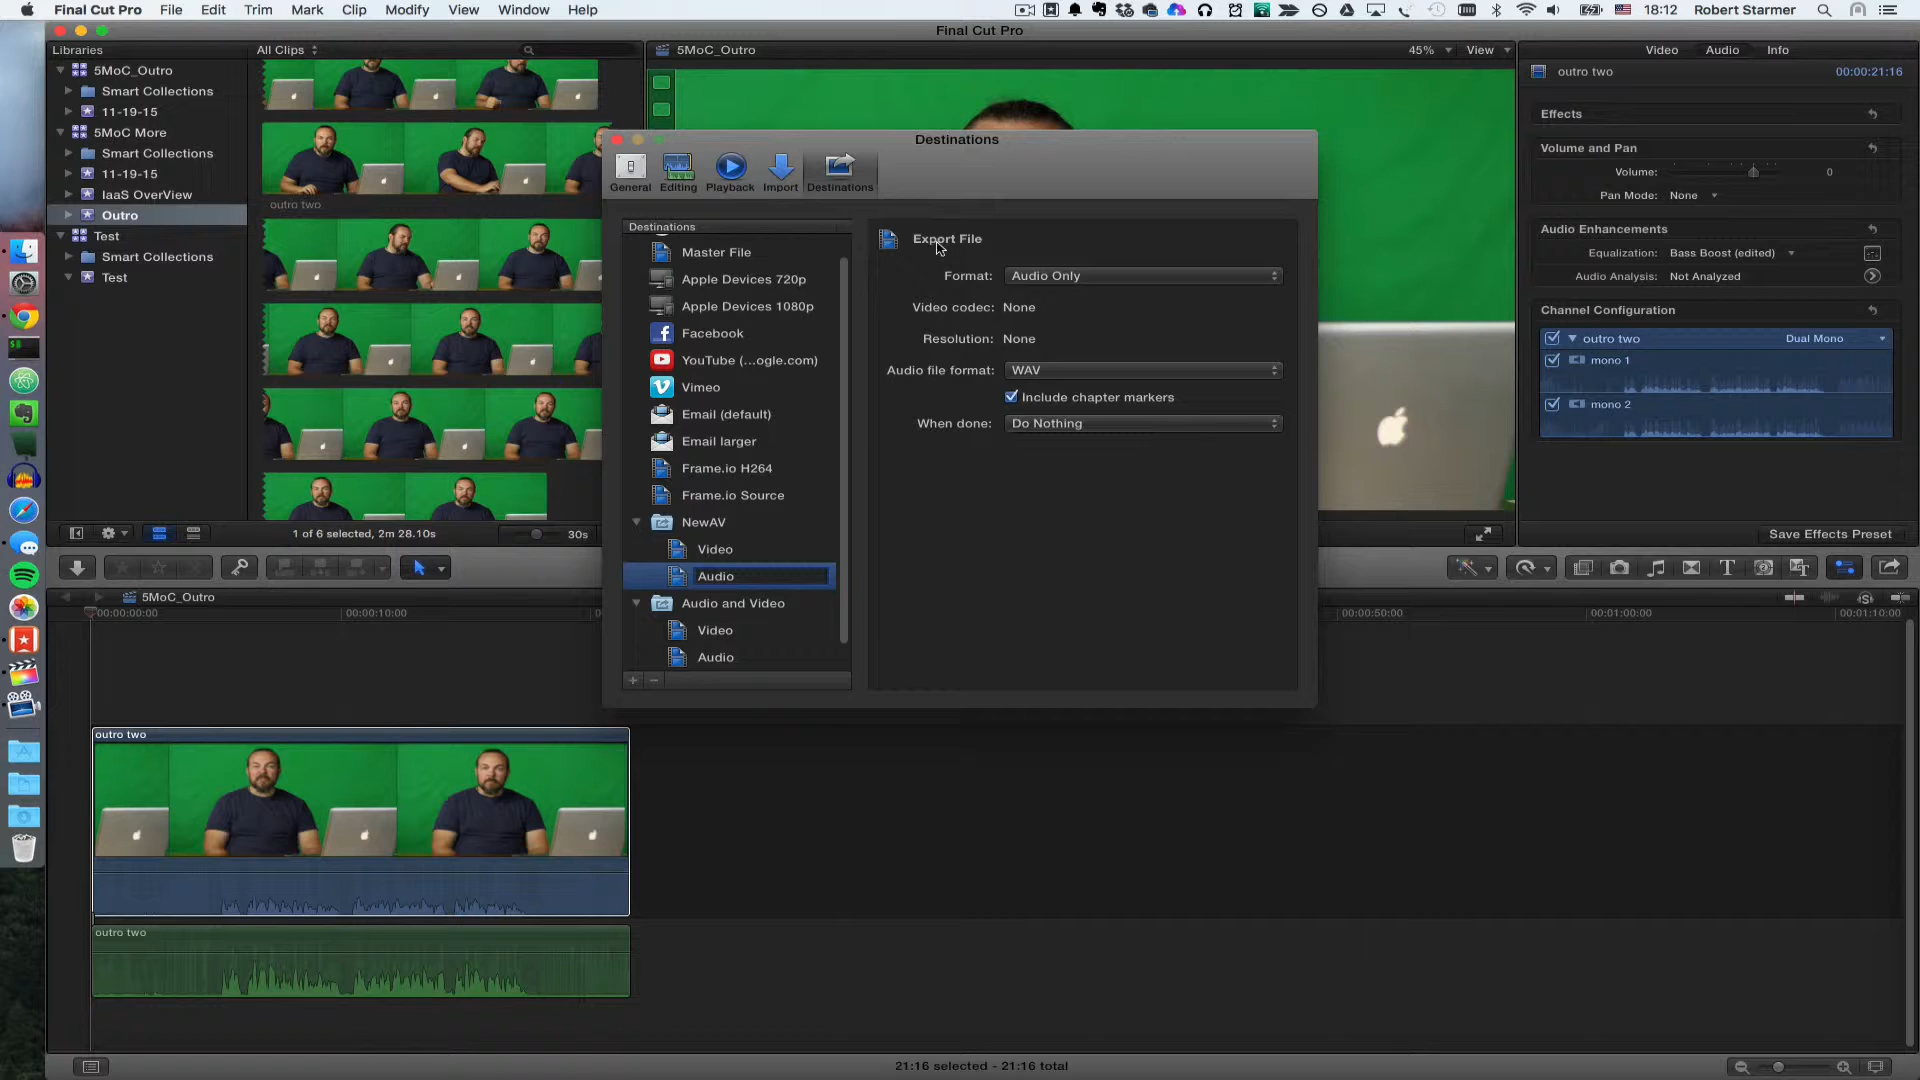 Final Cut Pro File Edit Trim Mark Clip Modify View Window Help 18:12 Robert Starmer
Final Cut Pro
Libraries
All Clips
5MoC_Outro
45%
View
Video
Audio
Info
5MoC_Outro
Smart Collections
11-19-15
5MoC More
Smart Collections
11-19-15
IaaS OverView
Outro
Test
Smart Collections
Test
outro two
1 of 6 selected, 2m 28.10s
30s
Destinations
General
Editing
Playback
Import
Destinations
Destinations
Master File
Apple Devices 720p
Apple Devices 1080p
Facebook
YouTube (...ogle.com)
Vimeo
Email (default)
Email larger
Frame.io H264
Frame.io Source
NewAV
Video
Audio
Audio and Video
Video
Audio
Export File
Format: Audio Only
Video codec: None
Resolution: None
Audio file format: WAV
Include chapter markers
When done: Do Nothing
outro two
00:00:21:16
Effects
Volume and Pan
Volume: 0
Pan Mode: None
Audio Enhancements
Equalization: Bass Boost (edited)
Audio Analysis: Not Analyzed
Channel Configuration
outro two
Dual Mono
mono 1
mono 2
Save Effects Preset
5MoC_Outro
00:00:00:00
00:00:10:00
00:00:50:00
00:01:00:00
00:01:10:00
outro two
outro two
21:16 selected - 21:16 total